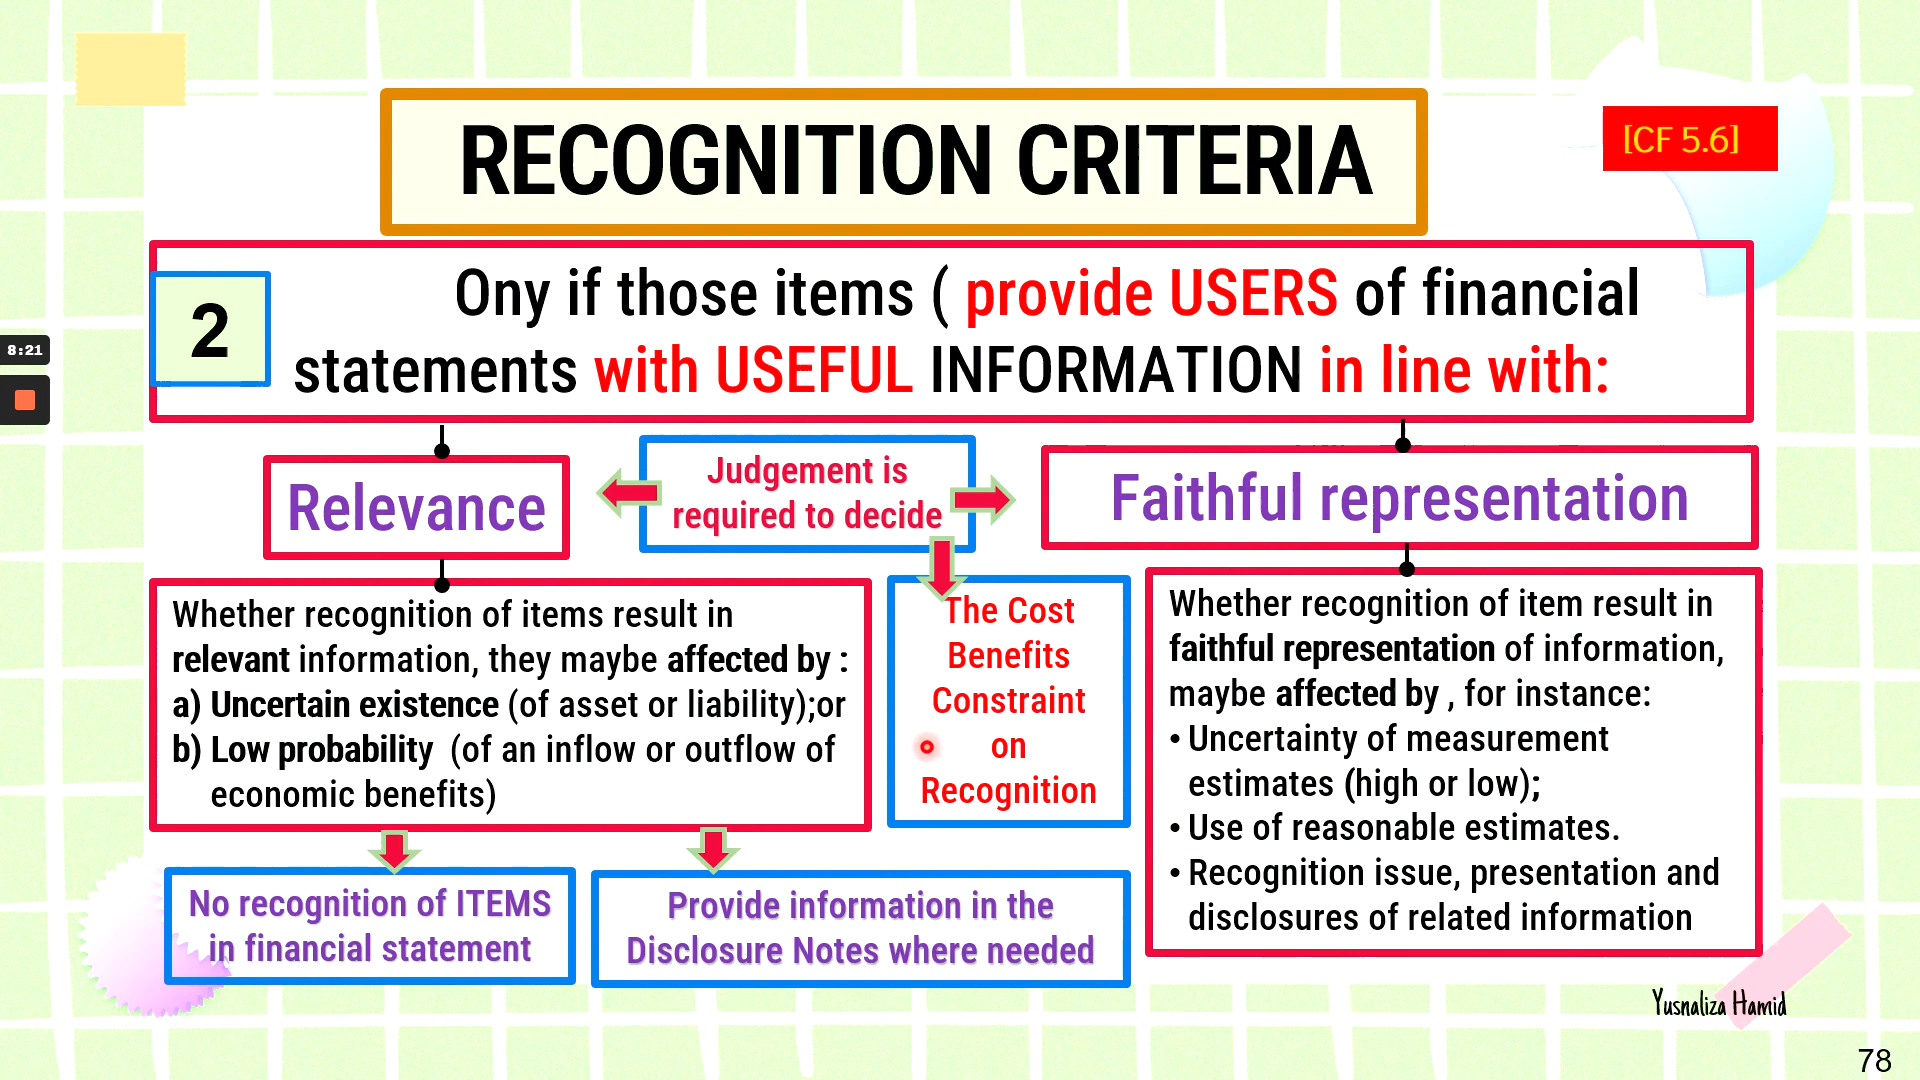 RECOGNITION CRITERIA
[CF 5.6]
2
Ony if those items ( provide USERS of financial
statements with USEFUL INFORMATION in line with:
8:21
Relevance
Judgement is
required to decide
Faithful representation
Whether recognition of items result in
relevant information, they maybe affected by :
a) Uncertain existence (of asset or liability);or
b) Low probability (of an inflow or outflow of
economic benefits)
The Cost
Benefits
Constraint
on
Recognition
Whether recognition of item result in
faithful representation of information,
maybe affected by , for instance:
• Uncertainty of measurement
estimates (high or low);
• Use of reasonable estimates.
• Recognition issue, presentation and
disclosures of related information
No recognition of ITEMS
in financial statement
Provide information in the
Disclosure Notes where needed
Yusnaliza Hamid
78